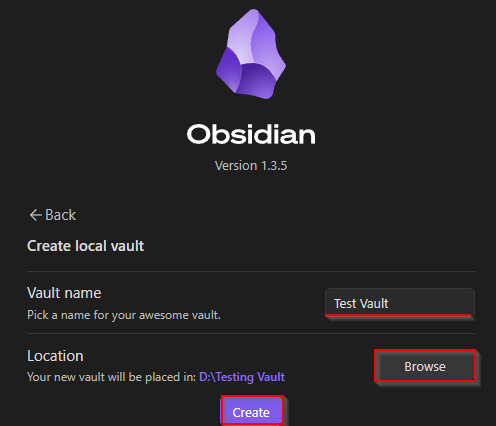 Obsidian
Version 1.3.5
Back
Create local vault
Vault name
Pick a name for your awesome vault.
Test Vault
Location
Your new vault will be placed in: D:\Testing Vault
Browse
Create